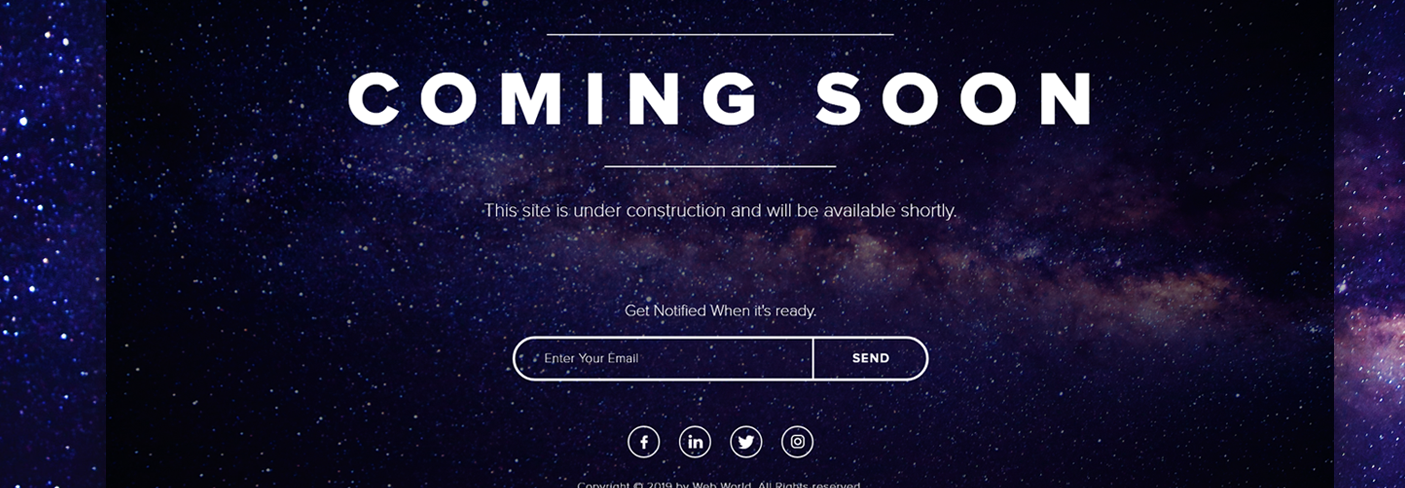 COMING SOON
This site is under construction and will be available shortly.
Get Notified When it's ready.
Enter Your Email
SEND
Copyright © 2019 by Web World. All Rights reserved